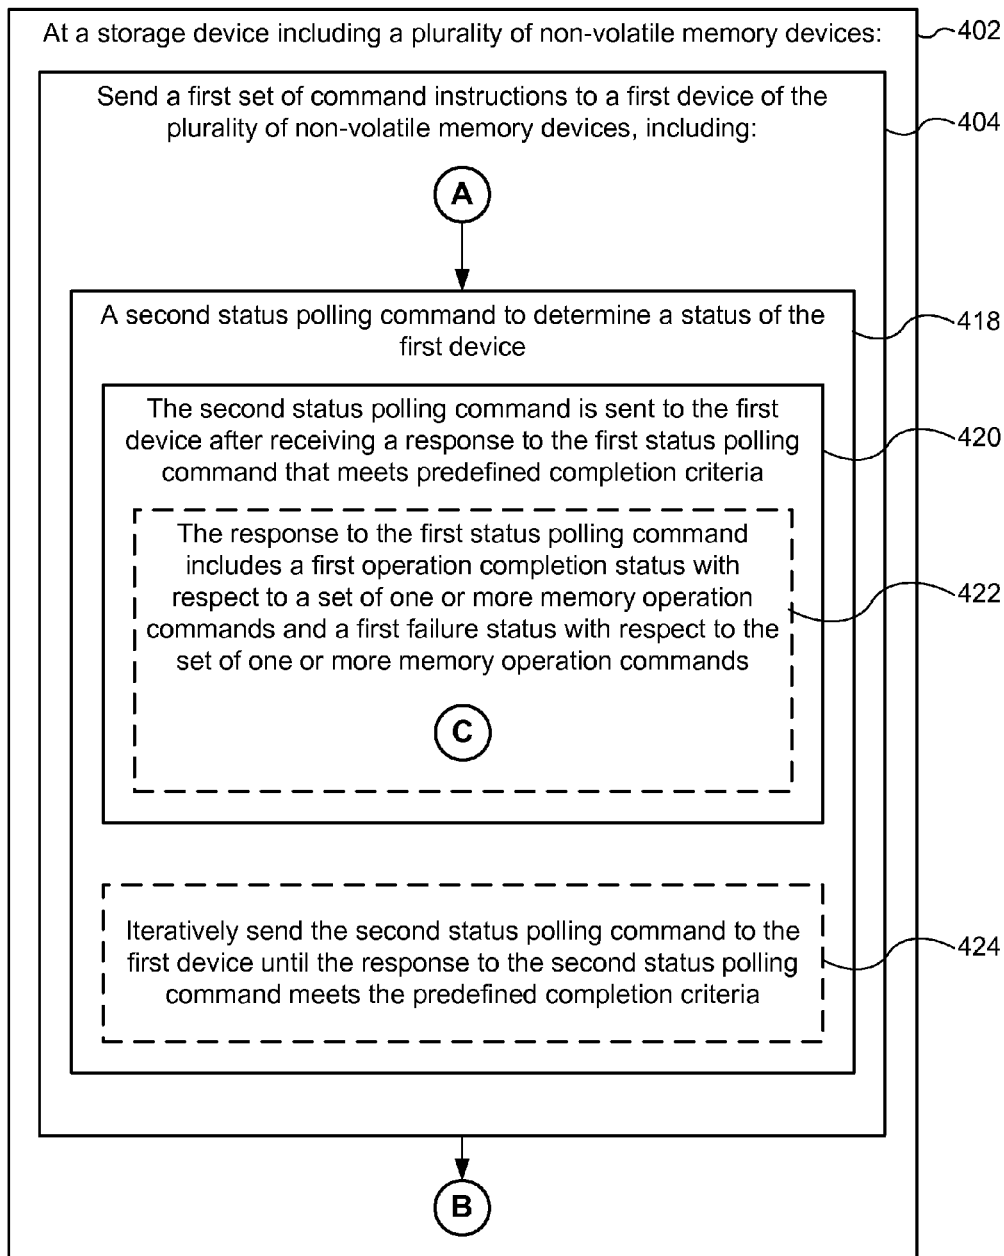 At a storage device including a plurality of non-volatile memory devices:
402
Send a first set of command instructions to a first device of the
plurality of non-volatile memory devices, including:
404
A
A second status polling command to determine a status of the
first device
418
The second status polling command is sent to the first
device after receiving a response to the first status polling
command that meets predefined completion criteria
420
The response to the first status polling command
includes a first operation completion status with
respect to a set of one or more memory operation
commands and a first failure status with respect to the
set of one or more memory operation commands
422
C
Iteratively send the second status polling command to the
first device until the response to the second status polling
command meets the predefined completion criteria
424
B